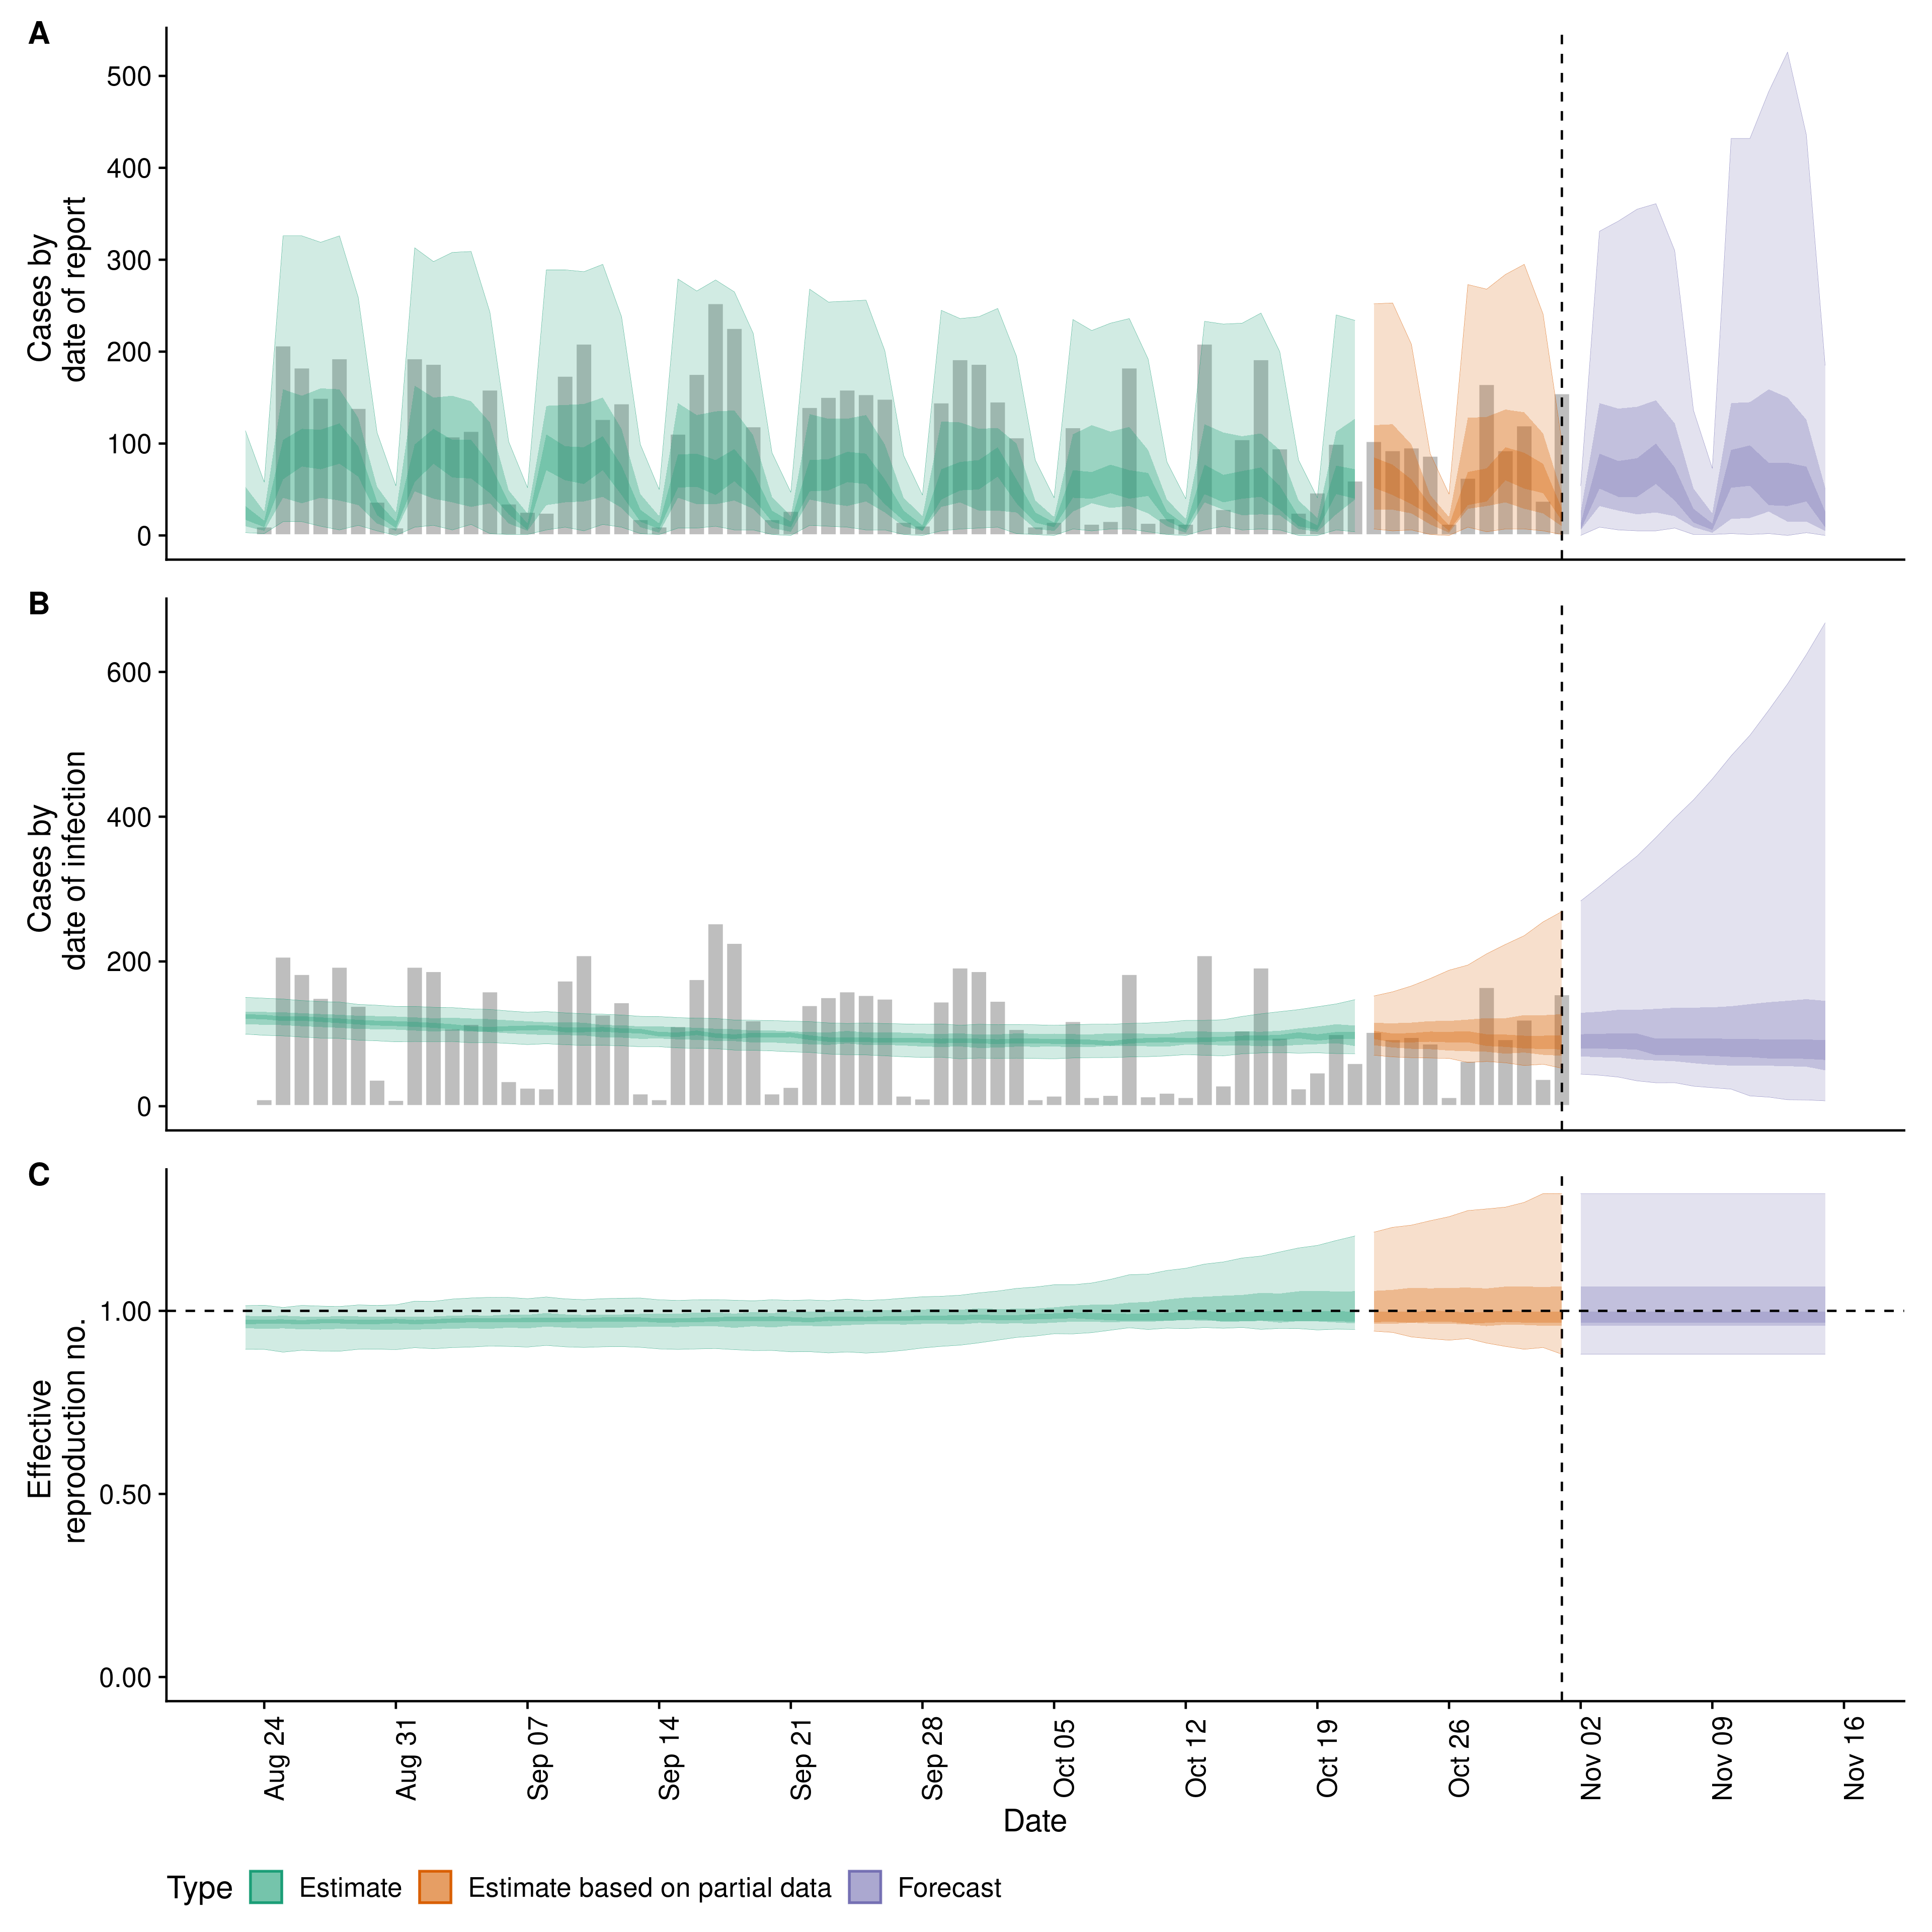 A
500
400
300
200
100
0
Cases by
date of report
B
600
400
200
0
Cases by
date of infection
C
1.00
0.50
0.00
Effective
reproduction no.
Aug 24
Aug 31
Sep 07
Sep 14
Sep 21
Sep 28
Oct 05
Oct 12
Oct 19
Oct 26
Nov 02
Nov 09
Nov 16
Date
Type Estimate Estimate based on partial data Forecast